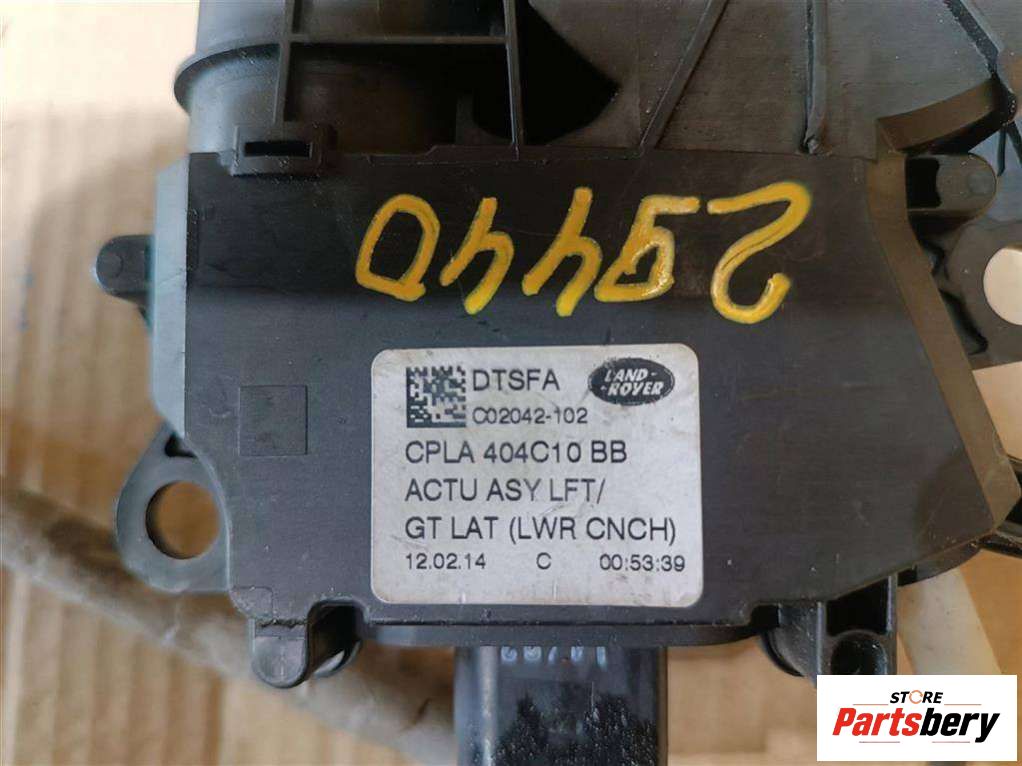 29440
DTSFA
LAND-
-ROVER
C02042-102
CPLA 404C10 BB
ACTU ASY LFT/
GT LAT (LWR CNCH)
12.02.14 C 00:53:39
STORE
Partsbery